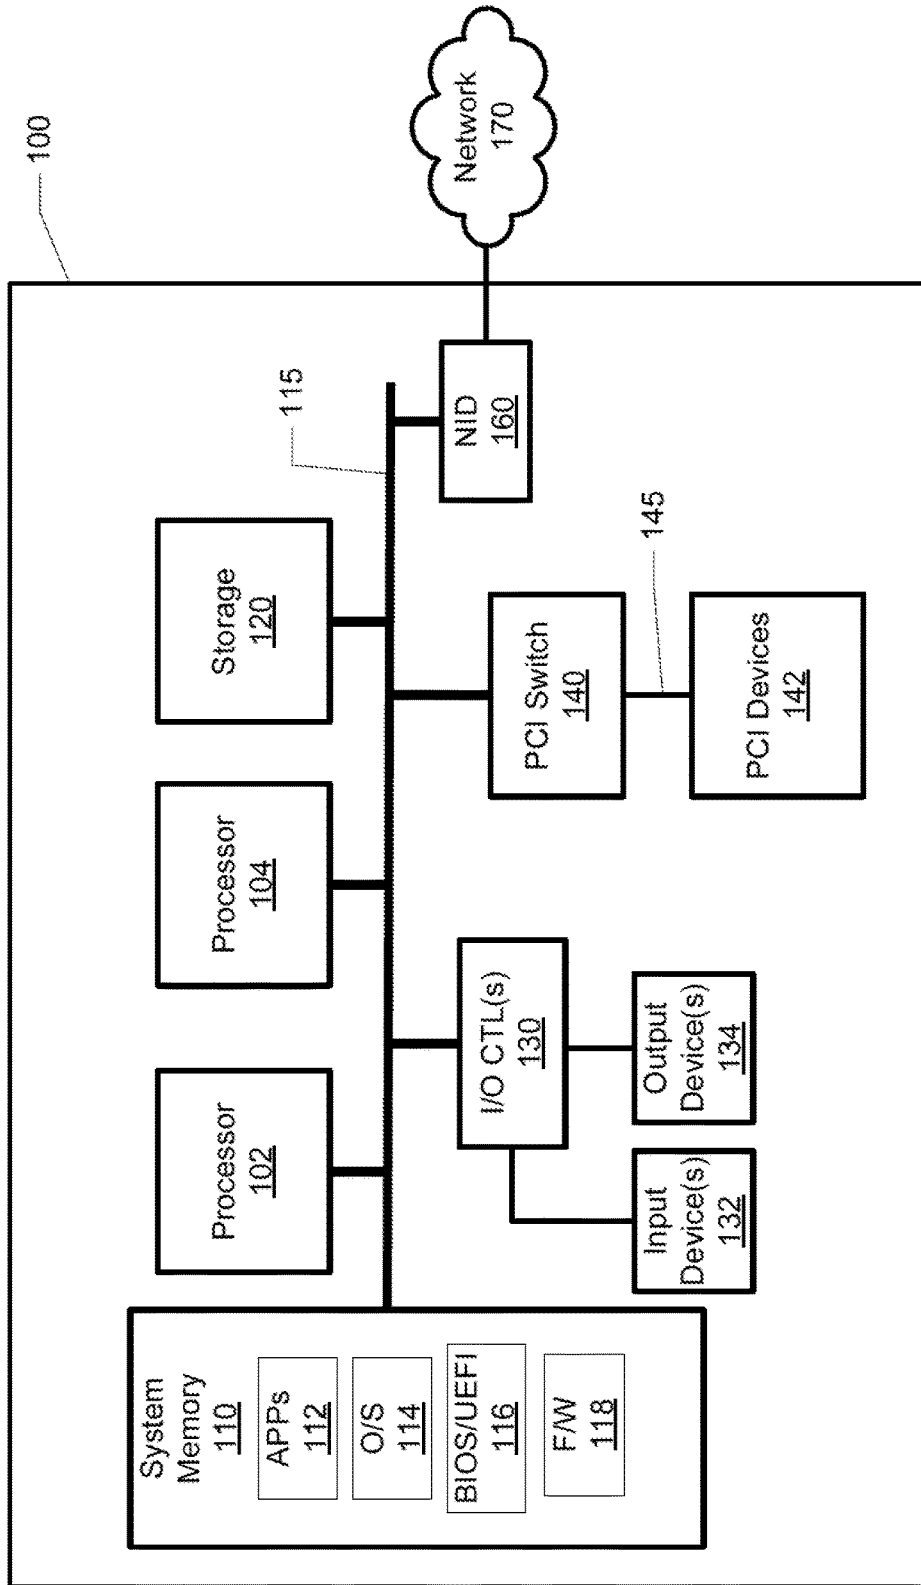 100
System
Memory
110
APPs
112
O/S
114
BIOS/UEFI
116
F/W
118
Processor
102
Processor
104
Storage
120
115
I/O CTL(s)
130
Input
Device(s)
132
Output
Device(s)
134
PCI Switch
140
145
PCI Devices
142
NID
160
Network
170